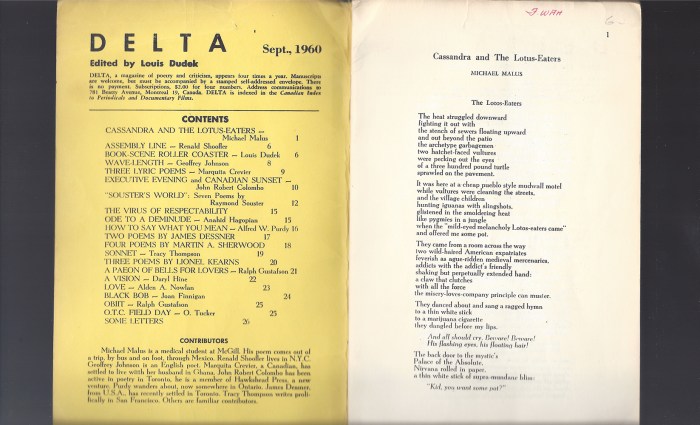 DELTA Sept., 1960
Edited by Louis Dudek
DELTA, a magazine of poetry and criticism, appears four times a year. Manuscripts
are welcome, but must be accompanied by a stamped self-addressed envelope. There
is no payment. Subscriptions, $2.00 for four numbers. Address communications to
Avenue, Montreal 19, Canada. DELTA is indexed in the Canadian Index
to Periodicals and Documentary Films.
CONTENTS
CASSANDRA AND THE LOTUS-EATERS –
Michael Malus 1
ASSEMBLY LINE – Renald Shoofler 6
BOOK-SCENE ROLLER COASTER – Louis Dudek 6
WAVE-LENGTH – Geoffrey Johnson 8
THREE LYRIC POEMS – Marquita Crevier 9
EXECUTIVE EVENING and CANADIAN SUNSET –
John Robert Colombo 10
"SOUSTER'S WORLD": Seven Poems by
Raymond Souster 12
THE VIRUS OF RESPECTABILITY 15
ODE TO A DEMINUDE – Anahid Hagopian 15
HOW TO SAY WHAT YOU MEAN – Alfred W. Purdy 16
TWO POEMS BY JAMES DESSNER 17
FOUR POEMS BY MARTIN A. SHERWOOD 18
SONNET – Tracy Thompson 19
THREE POEMS BY LIONEL KEARNS 20
A PAEON OF BELLS FOR LOVERS – Ralph Gustafson 21
A VISION – Daryl Hine 22
LOVE – Alden A. Nowlan 23
BLACK BOB – Joan Finnigan 24
OBIIT – Ralph Gustafson 25
O.T.C. FIELD DAY – O. Tucker 25
SOME LETTERS 26
CONTRIBUTORS
Michael Malus is a medical student at McGill. His poem comes out of
a trip, by bus and on foot, through Mexico. Renald Shoofler lives in N.Y.C.
Geoffrey Johnson is an English poet. Marquita Crevier, a Canadian, has
settled to live with her husband in Ghana. John Robert Colombo has been
active in poetry in Toronto, he is a member of Hawkshead Press, a new
venture. Purdy wanders about, now somewhere in Ontario. James Dessner,
from U.S.A., has recently settled in Toronto. Tracy Thompson writes proli-
fically in San Francisco. Others are familiar contributors.
F. WAH
6-
1
Cassandra and The Lotus-Eaters
MICHAEL MALUS
The Lotos-Eaters
The heat struggled downward
fighting it out with
the stench of sewers floating upward
and out beyond the patio
the archetype garbagemen
two hatchet-faced vultures
were pecking out the eyes
of a three hundred pound turtle
sprawled on the pavement.
It was here at a cheap pueblo style mudwall motel
while vultures were cleaning the streets,
and the village children
hunting iguanas with slingshots,
glistened in the smoldering heat
like pygmies in a jungle
when the "mild-eyed melancholy Lotus-eaters came"
and offered me some pot.
They came from a room across the way
two wild-haired American expatriates
feverish as ague-ridden medieval mercenaries,
addicts with the addict's friendly
shaking but perpetually extended hand:
a claw that clutches
with all the force
the misery-loves-company principle can muster.
They danced about and sang a ragged hymn
to a thin white stick
to a marijuana cigarette
they dangled before my lips.
And all should cry, Beware! Beware!
His flashing eyes, his floating hair!
The back door to the mystic's
Palace of the Absolute,
Nirvana rolled in paper,
a thin white stick of supra-mundane bliss:
"Kid, you want some pot?"